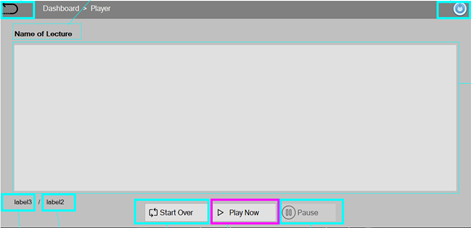 Dashboard > Player
Name of Lecture
label3 / label2
Start Over
Play Now
Pause